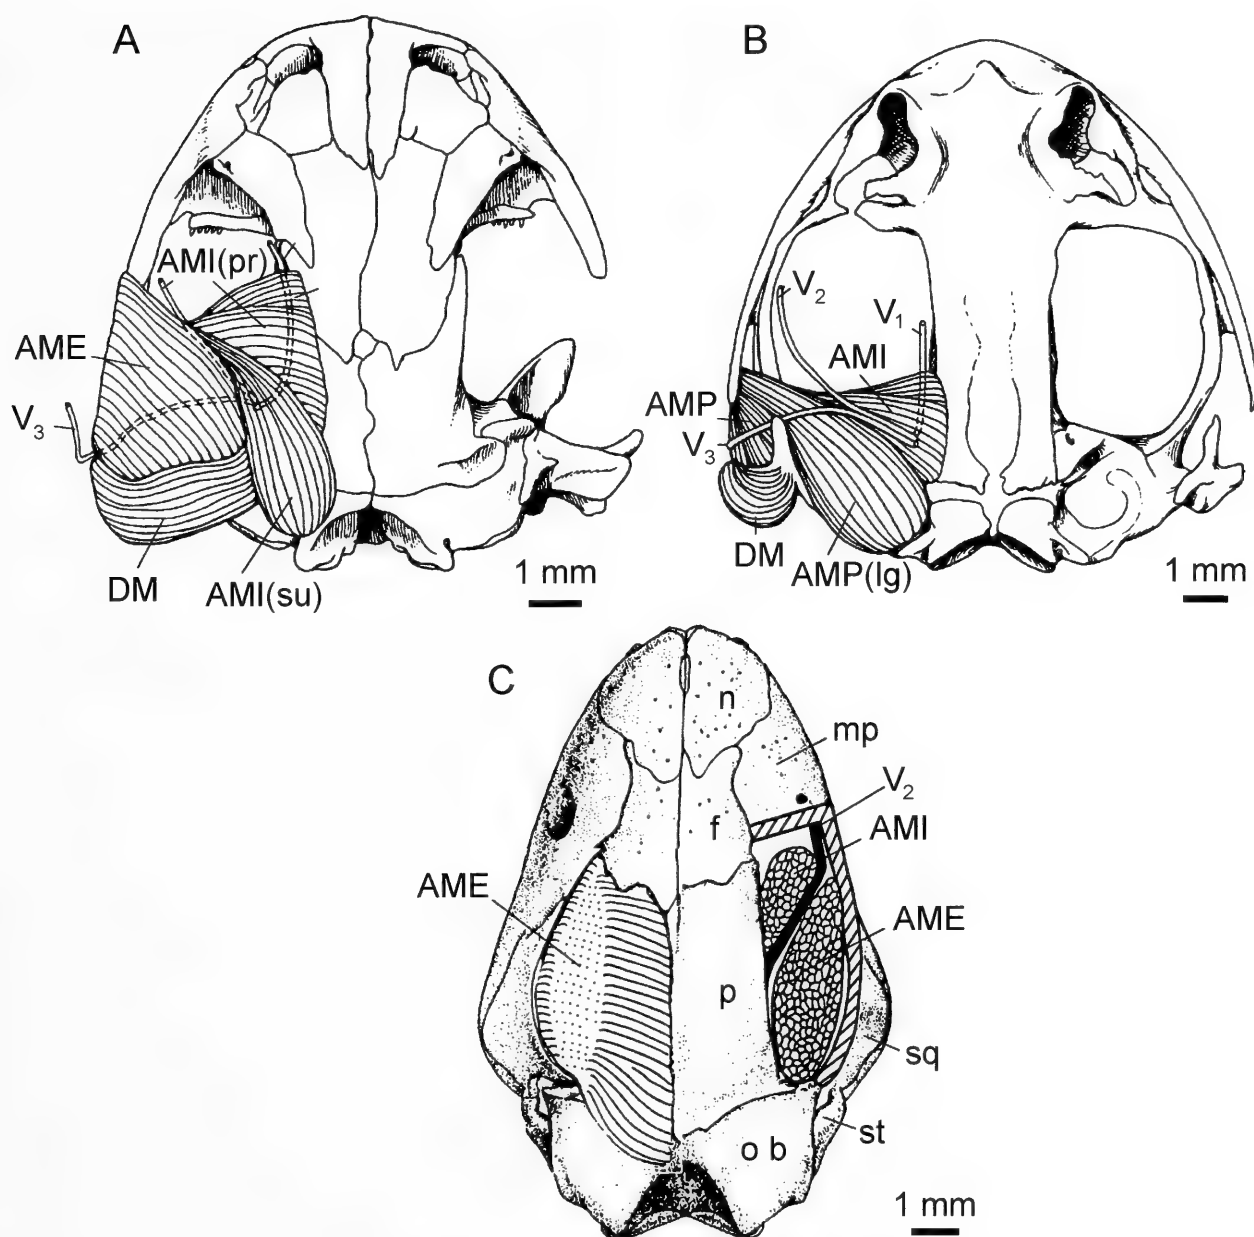 A
AMI(pr)
AME
V3
DM
AMI(su)
1 mm
B
V2
V1
AMI
AMP
V3
DM
AMP(lg)
1 mm
C
n
mp
V2
f
AMI
AME
AME
p
sq
st
o b
1 mm